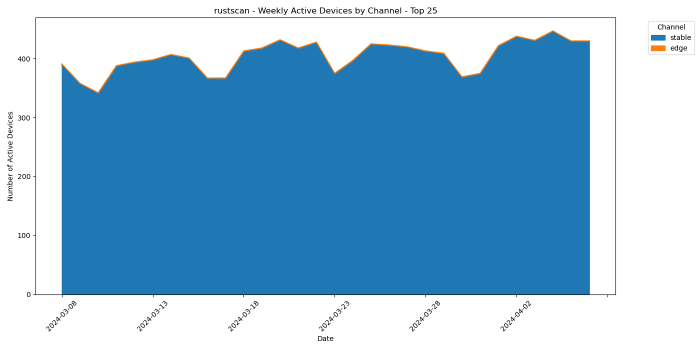 rustscan - Weekly Active Devices by Channel - Top 25
Channel
stable
edge
Number of Active Devices
400
300
200
100
0
2024-03-08
2024-03-13
2024-03-18
2024-03-23
2024-03-28
2024-04-02
Date